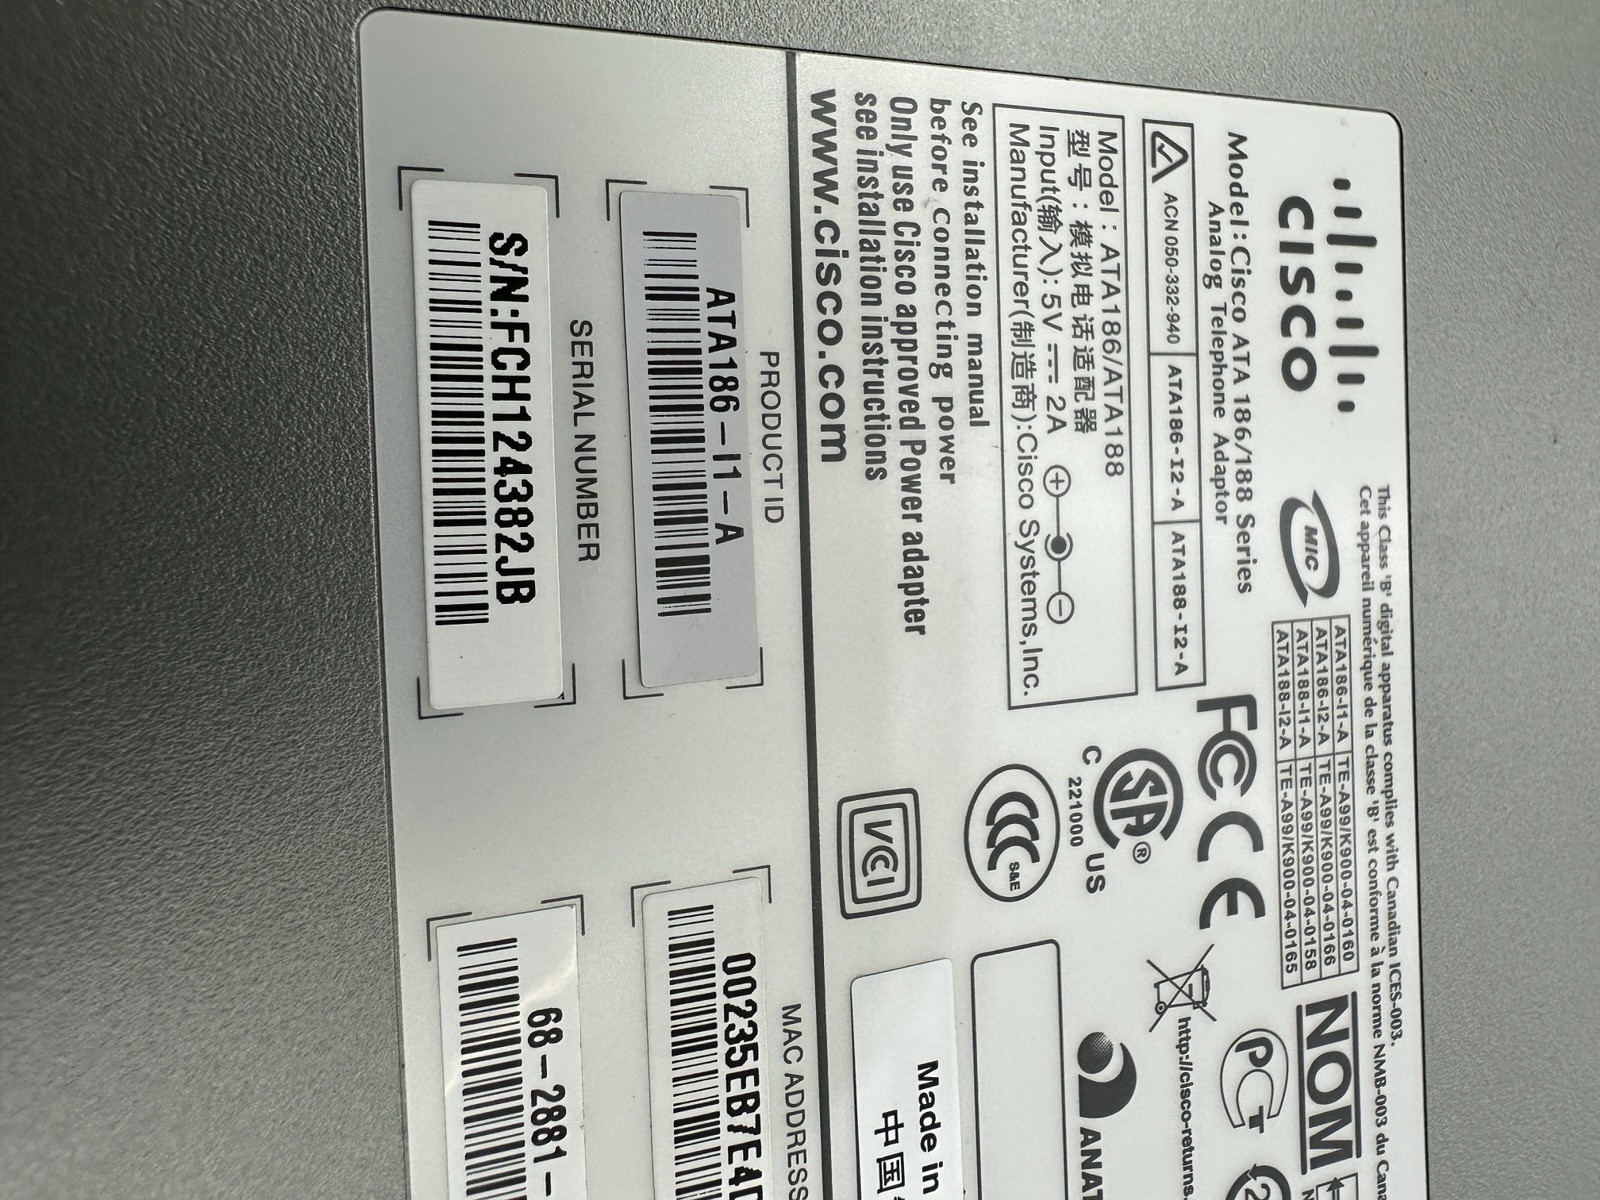 This Class 'B' digital apparatus complies with Canadian ICES-003.
Cet appareil numérique de la classe 'B' est conforme à la norme NMB-003 du
CISCO
MIC
ATA186-I1-A TE-A99/K900-04-0160
ATA186-I2-A TE-A99/K900-04-0166
ATA188-I1-A TE-A99/K900-04-0158
ATA188-I2-A TE-A99/K900-04-0165
NOM
Model:Cisco ATA 186/188 Series
Analog Telephone Adaptor
FC CE
PCT
ACN 050-332-940 ATA186-I2-A ATA188-I2-A
http://cisco-returns.
Model : ATA186/ATA188
型号 : 模拟电话适配器
Input(输入): 5V ⎓ 2A
Manufacturer(制造商):Cisco Systems,Inc.
SA®
C US
221000
CCC S&E
See installation manual
before connecting power
Only use Cisco approved Power adapter
see installation instructions
www.cisco.com
VCI
Made in
中国
PRODUCT ID
ATA186-I1-A
SERIAL NUMBER
S/N:FCH124382JB
MAC ADDRESS
00235EB7E4
68-2881-